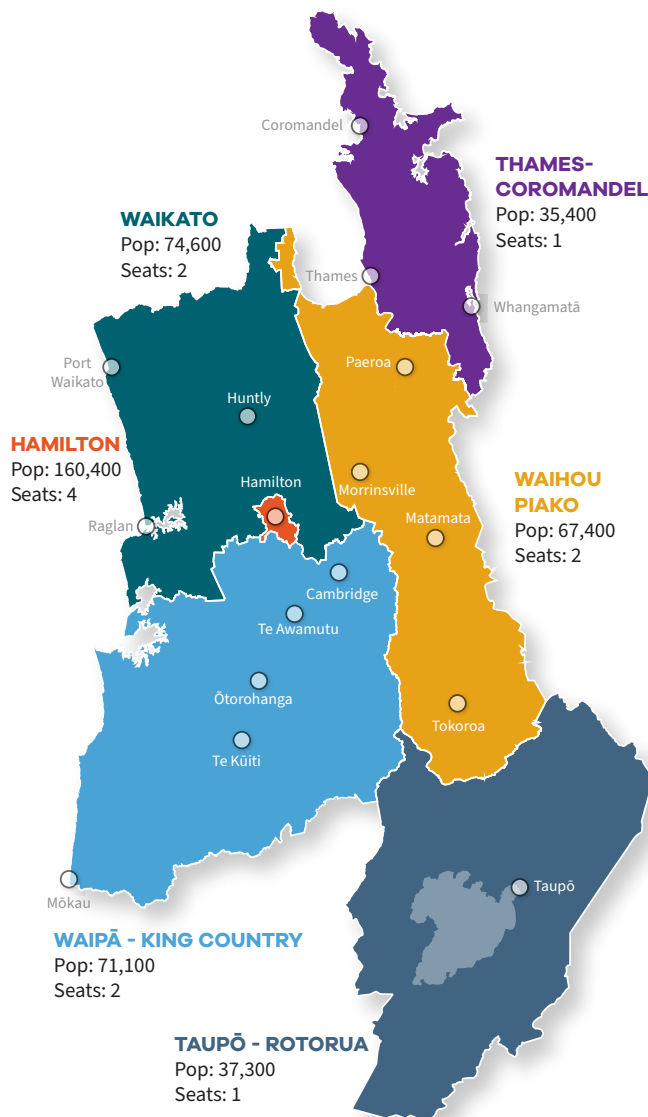 Coromandel
THAMES-
COROMANDEL
Pop: 35,400
Seats: 1
WAIKATO
Pop: 74,600
Seats: 2
Thames
Whangamatā
Port
Waikato
Paeroa
Huntly
HAMILTON
Pop: 160,400
Seats: 4
Hamilton
Morrinsville
WAIHOU
PIAKO
Pop: 67,400
Seats: 2
Raglan
Matamata
Cambridge
Te Awamutu
Ōtorohanga
Tokoroa
Te Kūiti
Mōkau
Taupō
WAIPĀ - KING COUNTRY
Pop: 71,100
Seats: 2
TAUPŌ - ROTORUA
Pop: 37,300
Seats: 1